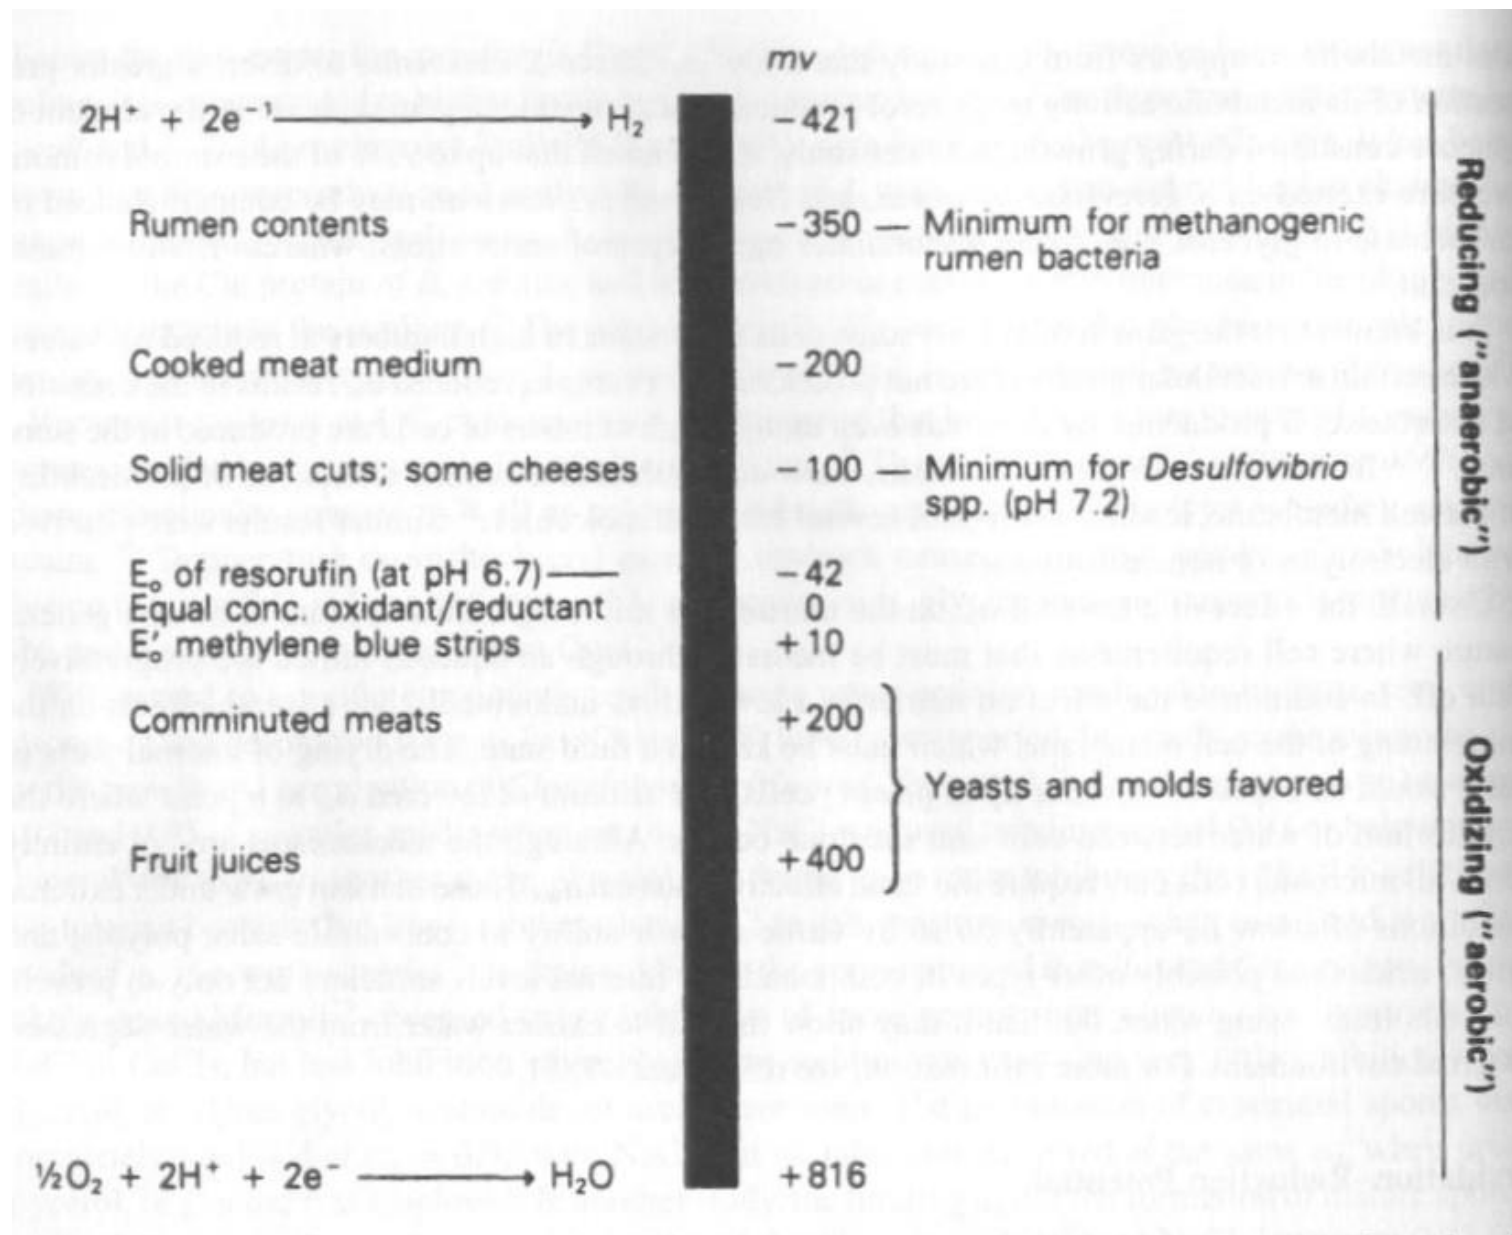 mv
2H⁺ + 2e⁻¹ ⟶ H₂ −421
Rumen contents −350 — Minimum for methanogenic
rumen bacteria
Cooked meat medium −200
Solid meat cuts; some cheeses −100 — Minimum for Desulfovibrio
spp. (pH 7.2)
Eₒ of resorufin (at pH 6.7)—— −42
Equal conc. oxidant/reductant 0
E′ₒ methylene blue strips +10
Comminuted meats +200
Yeasts and molds favored
Fruit juices +400
½O₂ + 2H⁺ + 2e⁻ ⟶ H₂O +816
Reducing ("anaerobic")
Oxidizing ("aerobic")